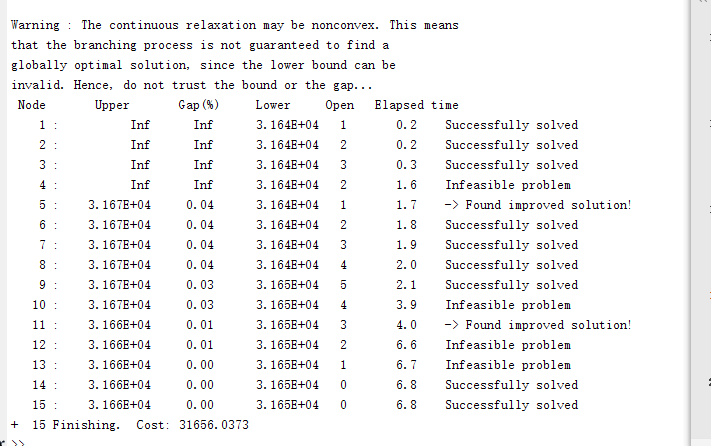 Warning : The continuous relaxation may be nonconvex. This means
that the branching process is not guaranteed to find a
globally optimal solution, since the lower bound can be
invalid. Hence, do not trust the bound or the gap...
Node Upper Gap(%) Lower Open Elapsed time
1 : Inf Inf 3.164E+04 1 0.2 Successfully solved
2 : Inf Inf 3.164E+04 2 0.2 Successfully solved
3 : Inf Inf 3.164E+04 3 0.3 Successfully solved
4 : Inf Inf 3.164E+04 2 1.6 Infeasible problem
5 : 3.167E+04 0.04 3.164E+04 1 1.7 -> Found improved solution!
6 : 3.167E+04 0.04 3.164E+04 2 1.8 Successfully solved
7 : 3.167E+04 0.04 3.164E+04 3 1.9 Successfully solved
8 : 3.167E+04 0.04 3.164E+04 4 2.0 Successfully solved
9 : 3.167E+04 0.03 3.165E+04 5 2.1 Successfully solved
10 : 3.167E+04 0.03 3.165E+04 4 3.9 Infeasible problem
11 : 3.166E+04 0.01 3.165E+04 3 4.0 -> Found improved solution!
12 : 3.166E+04 0.01 3.165E+04 2 6.6 Infeasible problem
13 : 3.166E+04 0.00 3.165E+04 1 6.7 Infeasible problem
14 : 3.166E+04 0.00 3.165E+04 0 6.8 Successfully solved
15 : 3.166E+04 0.00 3.165E+04 0 6.8 Successfully solved
+ 15 Finishing. Cost: 31656.0373
>>